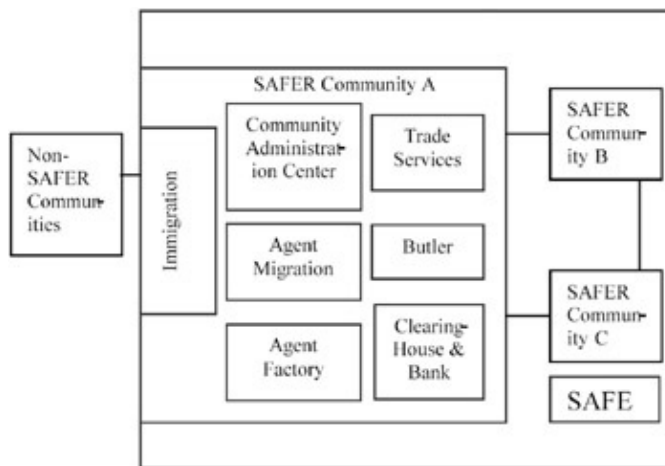 SAFER Community A
Non-
SAFER
Commun-
ities
Immigration
Community
Administrat-
ion Center
Trade
Services
Agent
Migration
Butler
Agent
Factory
Clearing-
House &
Bank
SAFER
Commun-
ity B
SAFER
Commun-
ity C
SAFE